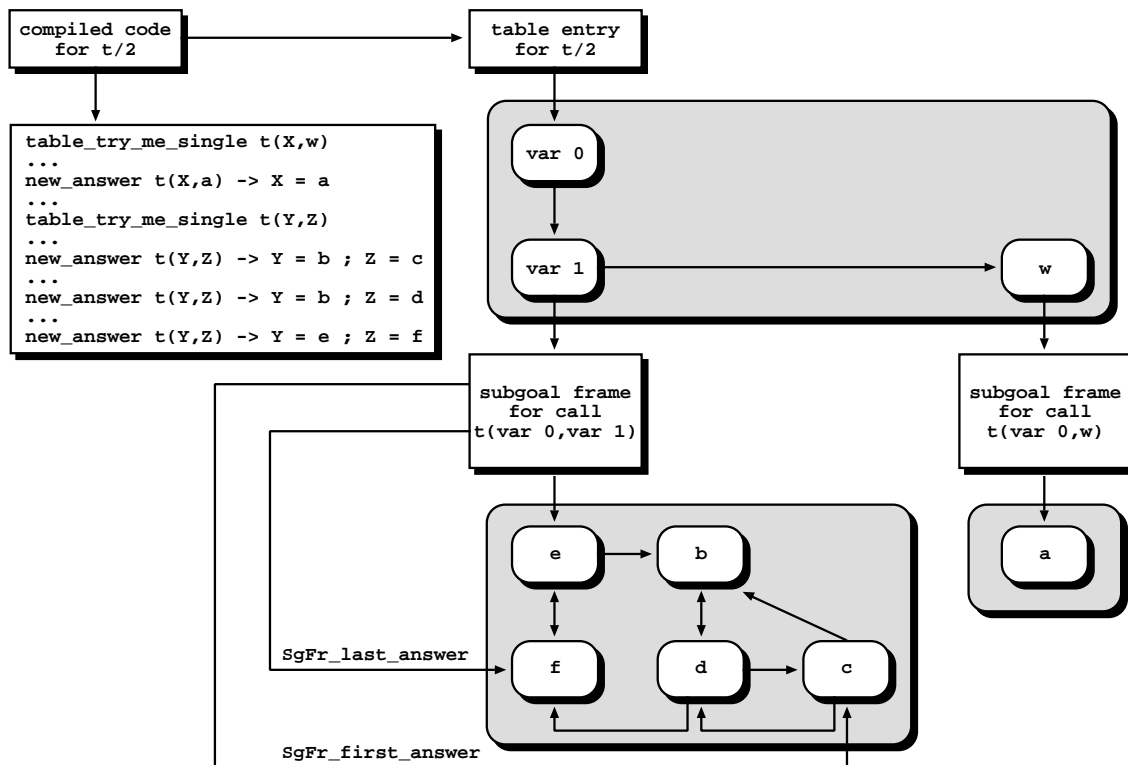 compiled code
for t/2
table entry
for t/2
table_try_me_single t(X,w)
...
new_answer t(X,a) -> X = a
...
table_try_me_single t(Y,Z)
...
new_answer t(Y,Z) -> Y = b ; Z = c
...
new_answer t(Y,Z) -> Y = b ; Z = d
...
new_answer t(Y,Z) -> Y = e ; Z = f
var 0
var 1
w
subgoal frame
for call
t(var 0,var 1)
subgoal frame
for call
t(var 0,w)
e
b
a
SgFr_last_answer
f
d
c
SgFr_first_answer